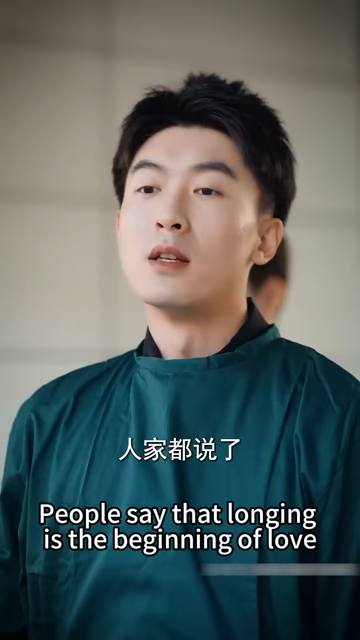 人家都说了
People say that longing
is the beginning of love